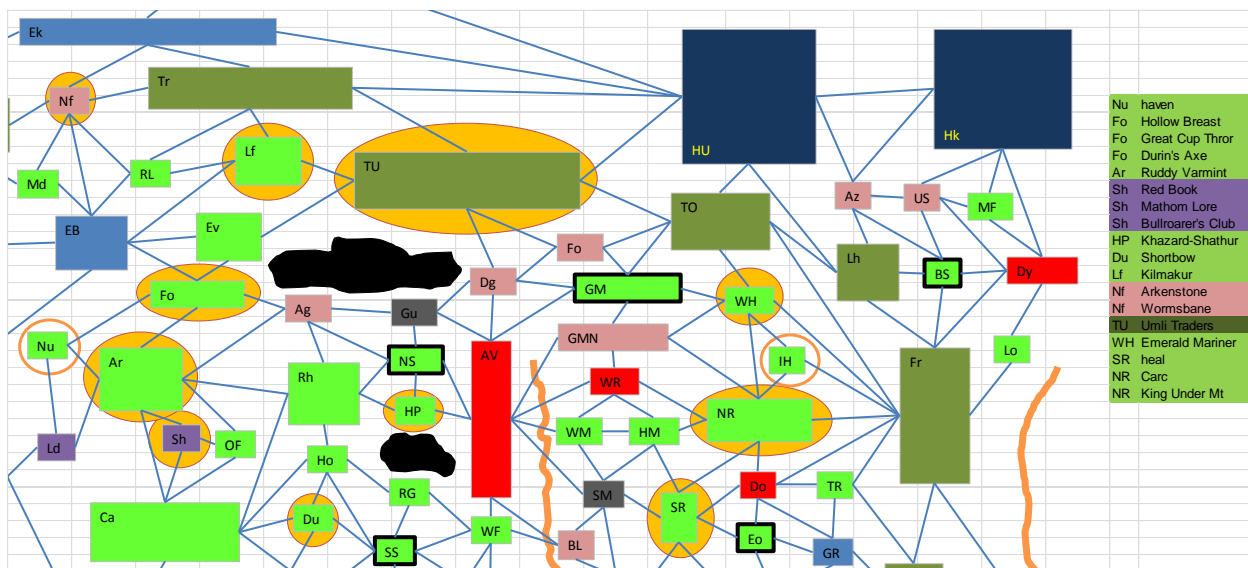 Ek
Tr
Nf
Lf
TU
HU
Hk
RL
Md
Az
US
MF
TO
EB
Ev
Fo
Lh
BS
Dy
Dg
GM
WH
Fo
Ag
Gu
GMN
Nu
Ar
Rh
NS
AV
IH
Lo
Fr
WR
HP
NR
Ld
Sh
OF
WM
HM
Ho
RG
SM
Do
TR
SR
Ca
Du
SS
WF
BL
Eo
GR
Nu haven
Fo Hollow Breast
Fo Great Cup Thror
Fo Durin's Axe
Ar Ruddy Varmint
Sh Red Book
Sh Mathom Lore
Sh Bullroarer's Club
HP Khazard-Shathur
Du Shortbow
Lf Kilmakur
Nf Arkenstone
Nf Wormsbane
TU Umli Traders
WH Emerald Mariner
SR heal
NR Carc
NR King Under Mt